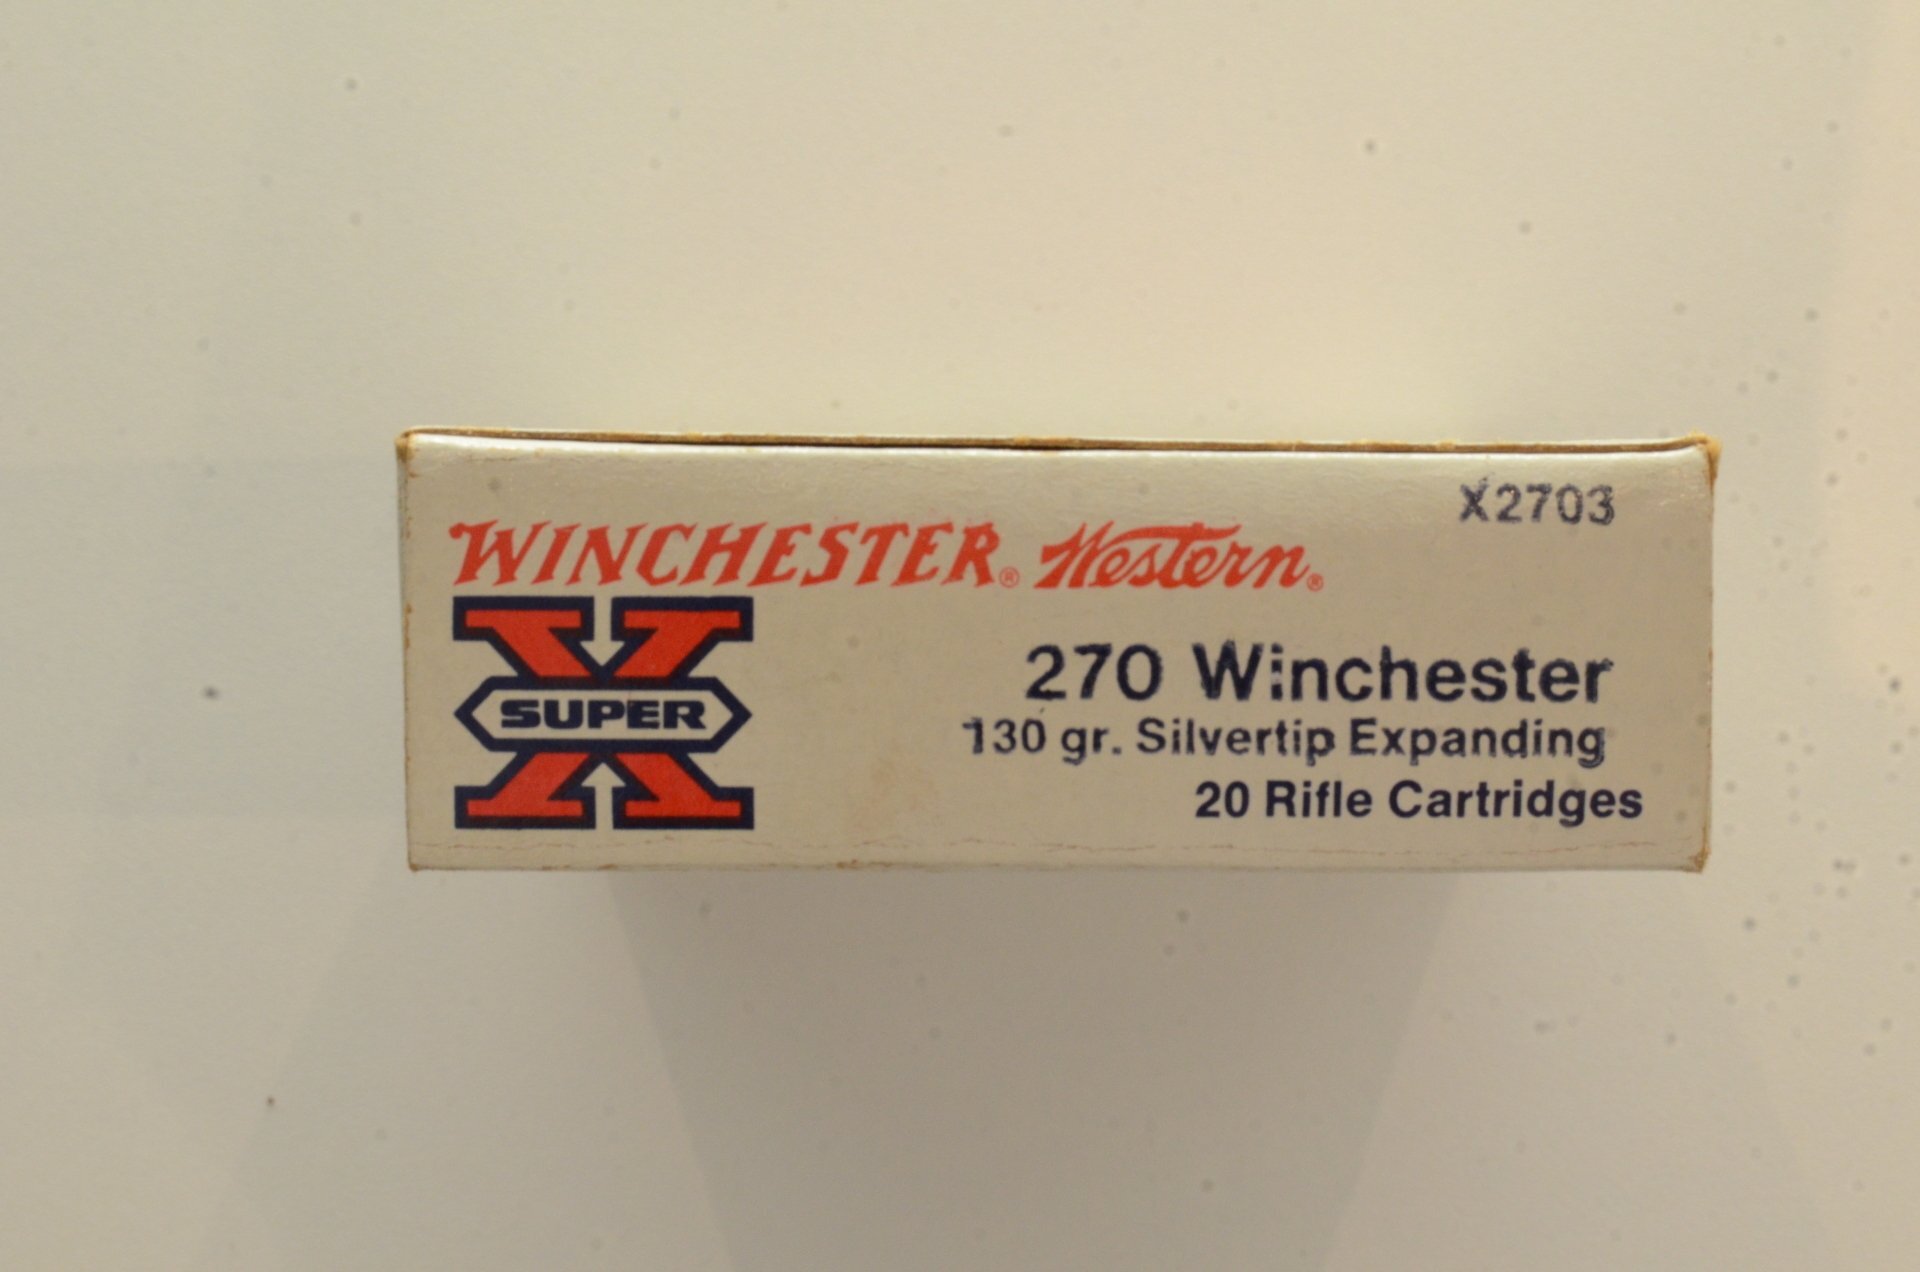 X2703
WINCHESTER® Western®
SUPER X
270 Winchester
130 gr. Silvertip Expanding
20 Rifle Cartridges